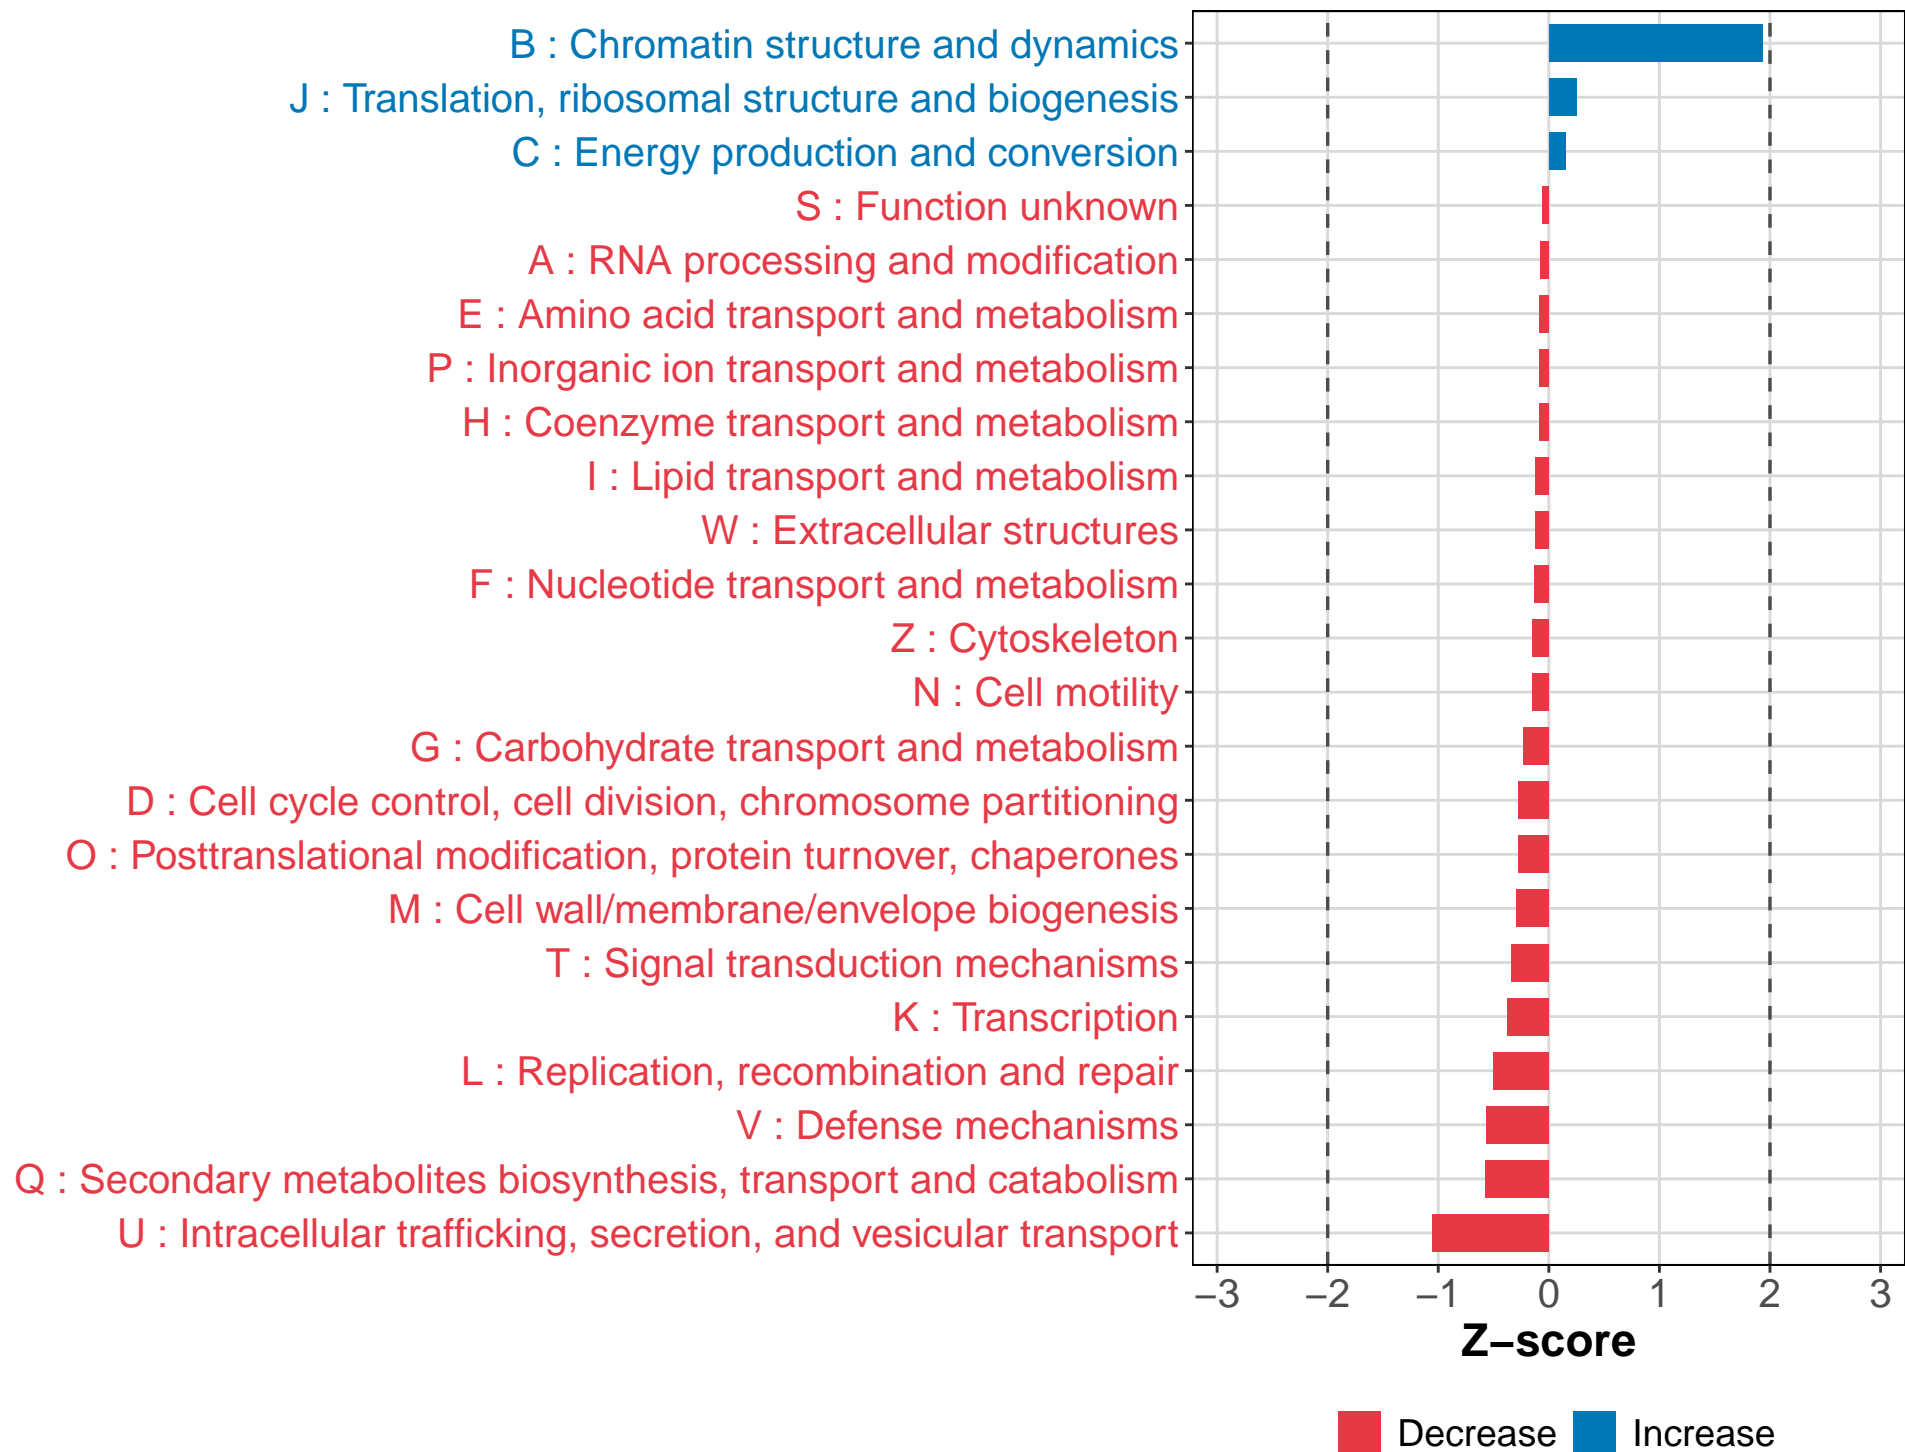 B : Chromatin structure and dynamics
J : Translation, ribosomal structure and biogenesis
C : Energy production and conversion
S : Function unknown
A : RNA processing and modification
E : Amino acid transport and metabolism
P : Inorganic ion transport and metabolism
H : Coenzyme transport and metabolism
I : Lipid transport and metabolism
W : Extracellular structures
F : Nucleotide transport and metabolism
Z : Cytoskeleton
N : Cell motility
G : Carbohydrate transport and metabolism
D : Cell cycle control, cell division, chromosome partitioning
O : Posttranslational modification, protein turnover, chaperones
M : Cell wall/membrane/envelope biogenesis
T : Signal transduction mechanisms
K : Transcription
L : Replication, recombination and repair
V : Defense mechanisms
Q : Secondary metabolites biosynthesis, transport and catabolism
U : Intracellular trafficking, secretion, and vesicular transport
−3 −2 −1 0 1 2 3
Z−score
Decrease Increase